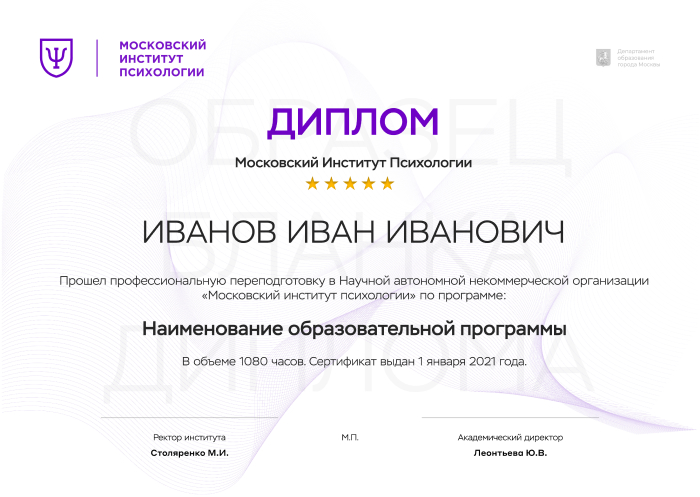 МОСКОВСКИЙ
ИНСТИТУТ
ПСИХОЛОГИИ
Департамент
образования
города Москвы
ОБРАЗЕЦ
БЛАНКА
ДИПЛОМА
ДИПЛОМ
Московский Институт Психологии
ИВАНОВ ИВАН ИВАНОВИЧ
Прошел профессиональную переподготовку в Научной автономной некоммерческой организации
«Московский институт психологии» по программе:
Наименование образовательной программы
В объеме 1080 часов. Сертификат выдан 1 января 2021 года.
Ректор института
Столяренко М.И.
М.П.
Академический директор
Леонтьева Ю.В.